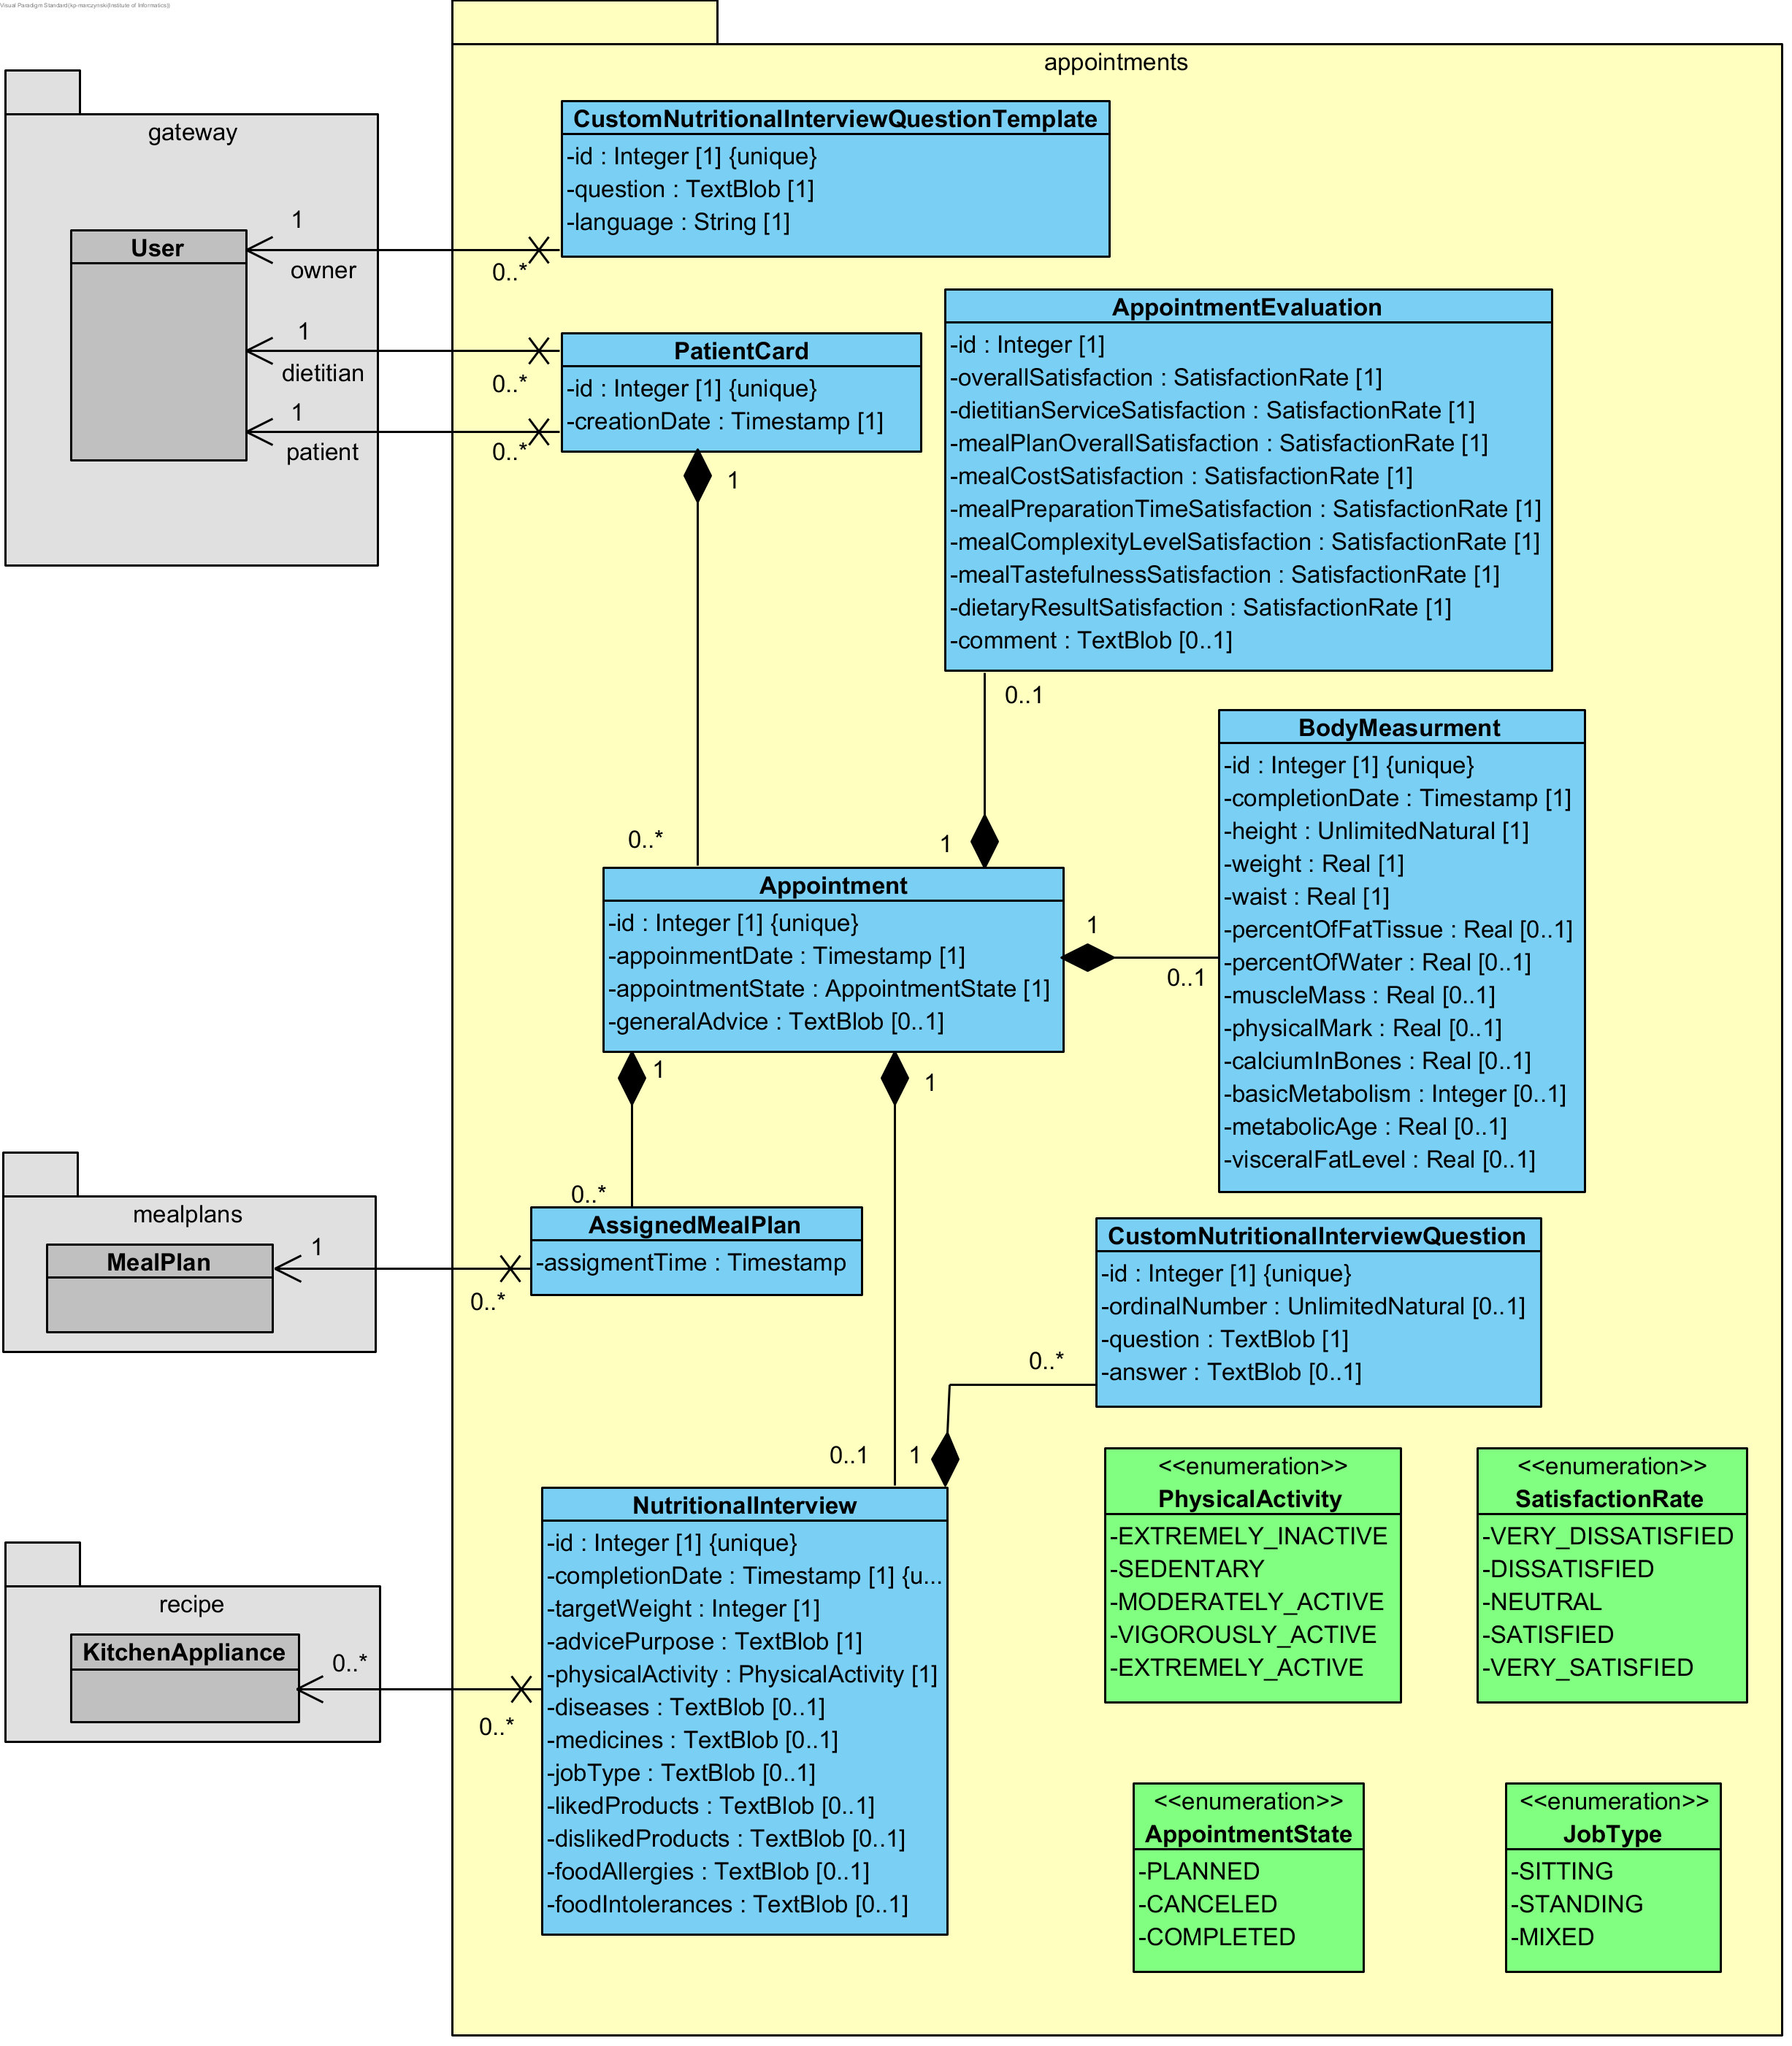 Visual Paradigm Standard(kp-marczynski(Institute of Informatics))
appointments
gateway
User
1
owner
0..*
1
dietitian
0..*
1
patient
0..*
CustomNutritionalInterviewQuestionTemplate
-id : Integer [1] {unique}
-question : TextBlob [1]
-language : String [1]
PatientCard
-id : Integer [1] {unique}
-creationDate : Timestamp [1]
1
0..*
AppointmentEvaluation
-id : Integer [1]
-overallSatisfaction : SatisfactionRate [1]
-dietitianServiceSatisfaction : SatisfactionRate [1]
-mealPlanOverallSatisfaction : SatisfactionRate [1]
-mealCostSatisfaction : SatisfactionRate [1]
-mealPreparationTimeSatisfaction : SatisfactionRate [1]
-mealComplexityLevelSatisfaction : SatisfactionRate [1]
-mealTastefulnessSatisfaction : SatisfactionRate [1]
-dietaryResultSatisfaction : SatisfactionRate [1]
-comment : TextBlob [0..1]
0..1
1
BodyMeasurment
-id : Integer [1] {unique}
-completionDate : Timestamp [1]
-height : UnlimitedNatural [1]
-weight : Real [1]
-waist : Real [1]
-percentOfFatTissue : Real [0..1]
-percentOfWater : Real [0..1]
-muscleMass : Real [0..1]
-physicalMark : Real [0..1]
-calciumInBones : Real [0..1]
-basicMetabolism : Integer [0..1]
-metabolicAge : Real [0..1]
-visceralFatLevel : Real [0..1]
Appointment
-id : Integer [1] {unique}
-appoinmentDate : Timestamp [1]
-appointmentState : AppointmentState [1]
-generalAdvice : TextBlob [0..1]
1
0..1
1
0..*
1
0..1
mealplans
MealPlan
1
0..*
AssignedMealPlan
-assigmentTime : Timestamp
CustomNutritionalInterviewQuestion
-id : Integer [1] {unique}
-ordinalNumber : UnlimitedNatural [0..1]
-question : TextBlob [1]
-answer : TextBlob [0..1]
0..*
1
recipe
KitchenAppliance
0..*
0..*
NutritionalInterview
-id : Integer [1] {unique}
-completionDate : Timestamp [1] {u...
-targetWeight : Integer [1]
-advicePurpose : TextBlob [1]
-physicalActivity : PhysicalActivity [1]
-diseases : TextBlob [0..1]
-medicines : TextBlob [0..1]
-jobType : TextBlob [0..1]
-likedProducts : TextBlob [0..1]
-dislikedProducts : TextBlob [0..1]
-foodAllergies : TextBlob [0..1]
-foodIntolerances : TextBlob [0..1]
<<enumeration>>
PhysicalActivity
-EXTREMELY_INACTIVE
-SEDENTARY
-MODERATELY_ACTIVE
-VIGOROUSLY_ACTIVE
-EXTREMELY_ACTIVE
<<enumeration>>
SatisfactionRate
-VERY_DISSATISFIED
-DISSATISFIED
-NEUTRAL
-SATISFIED
-VERY_SATISFIED
<<enumeration>>
AppointmentState
-PLANNED
-CANCELED
-COMPLETED
<<enumeration>>
JobType
-SITTING
-STANDING
-MIXED